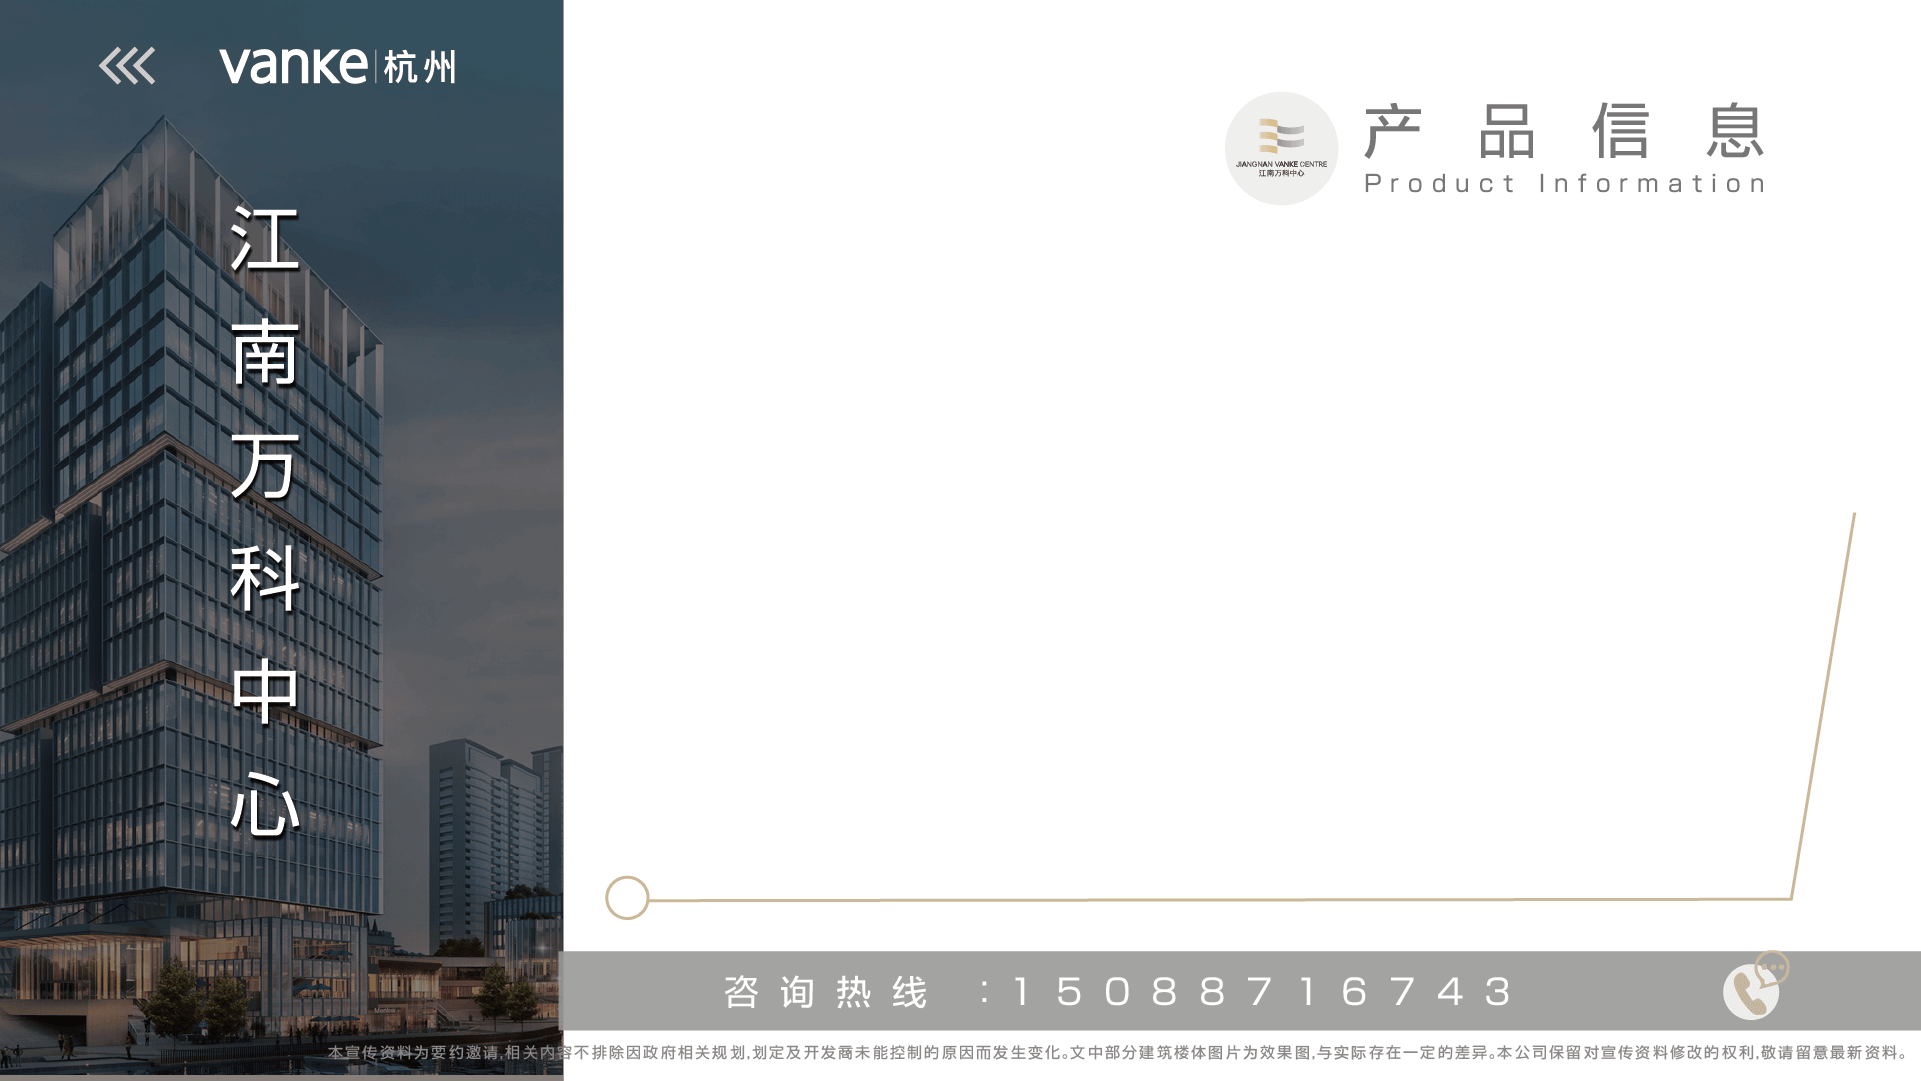 vanke 杭州
江南万科中心
JIANGNAN VANKE CENTRE
江南万科中心
产品信息
Product Information
咨询热线 :15088716743
本宣传资料为要约邀请,相关内容不排除因政府相关规划,划定及开发商未能控制的原因而发生变化。文中部分建筑楼体图片为效果图,与实际存在一定的差异。本公司保留对宣传资料修改的权利,敬请留意最新资料。